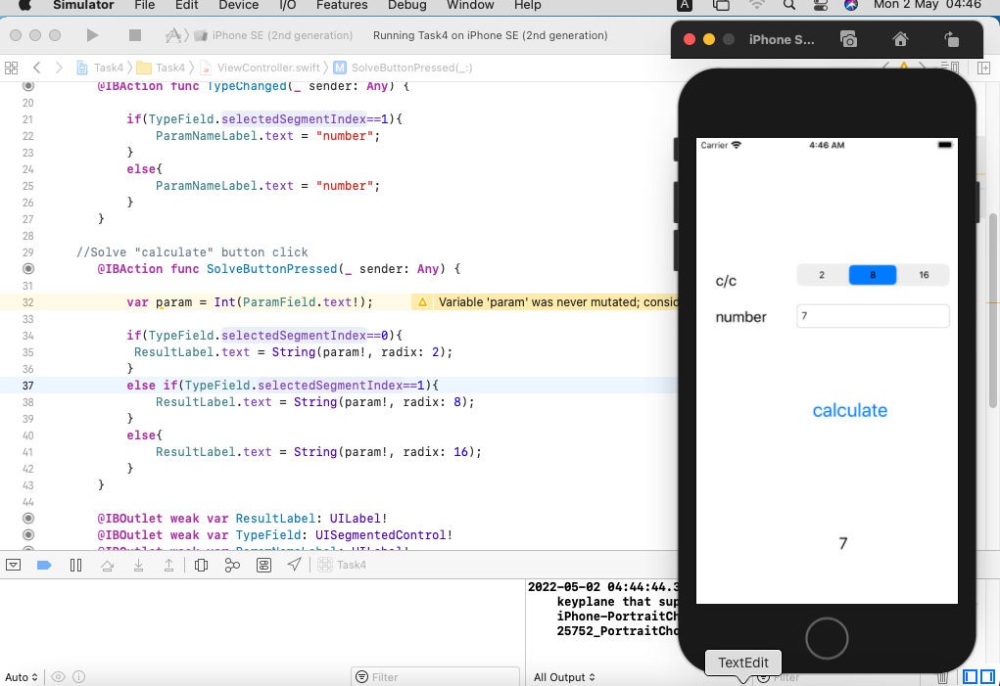 Simulator File Edit Device I/O Features Debug Window Help A Mon 2 May 04:46
iPhone SE (2nd generation) Running Task4 on iPhone SE (2nd generation)
iPhone S...
Task4 Task4 ViewController.swift M SolveButtonPressed(_:)
@IBAction func TypeChanged(_ sender: Any) {
20
21 if(TypeField.selectedSegmentIndex==1){
22 ParamNameLabel.text = "number";
23 }
24 else{
25 ParamNameLabel.text = "number";
26 }
27 }
28
29 //Solve "calculate" button click
@IBAction func SolveButtonPressed(_ sender: Any) {
31
32 var param = Int(ParamField.text!); Variable 'param' was never mutated; consid
33
34 if(TypeField.selectedSegmentIndex==0){
35 ResultLabel.text = String(param!, radix: 2);
36 }
37 else if(TypeField.selectedSegmentIndex==1){
38 ResultLabel.text = String(param!, radix: 8);
39 }
40 else{
41 ResultLabel.text = String(param!, radix: 16);
42 }
43 }
44
@IBOutlet weak var ResultLabel: UILabel!
@IBOutlet weak var TypeField: UISegmentedControl!
@IBOutlet weak var ParamNameLabel: UILabel!
Task4
2022-05-02 04:44:44.3
keyplane that sup
iPhone-PortraitCh
25752_PortraitCho
Auto Filter All Output Filter
Carrier 4:46 AM
c/c 2 8 16
number 7
calculate
7
TextEdit